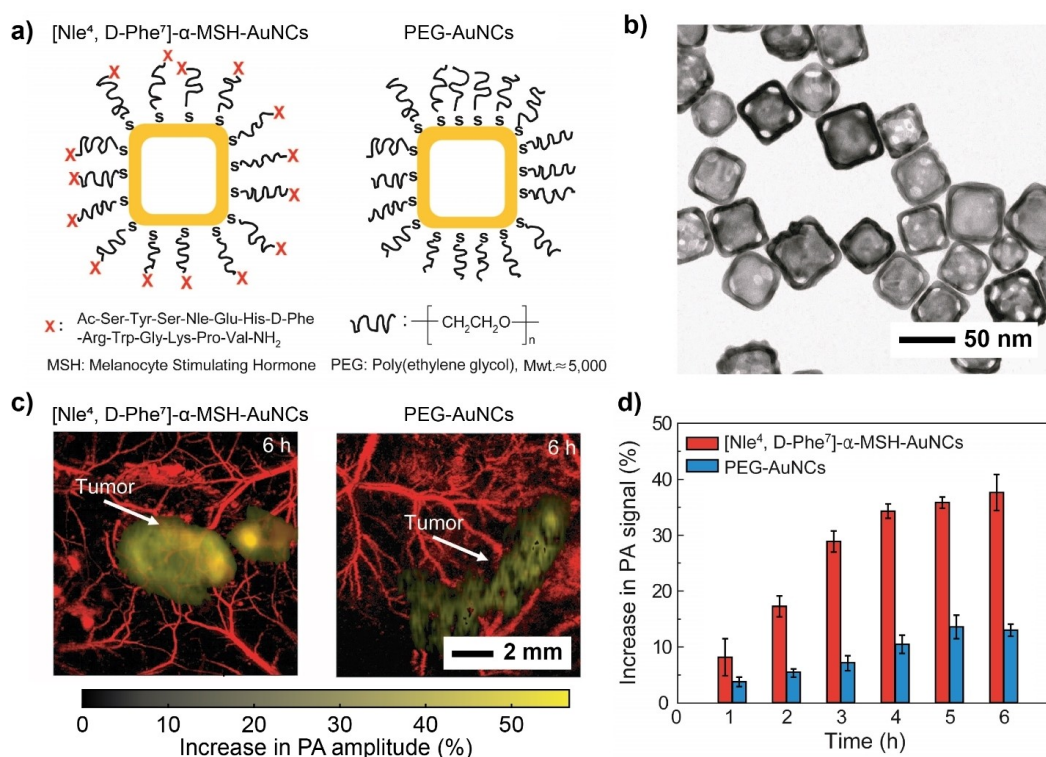 a)
[Nle⁴, D-Phe⁷]-α-MSH-AuNCs
PEG-AuNCs
X X X X
S S S S S S S S S S S S S S S S
X X X X X X X X X X
S S S S S S S S S S S S S S S S
X : Ac-Ser-Tyr-Ser-Nle-Glu-His-D-Phe
-Arg-Trp-Gly-Lys-Pro-Val-NH₂
: [CH₂CH₂O]n
MSH: Melanocyte Stimulating Hormone
PEG: Poly(ethylene glycol), Mwt.≈5,000
b)
50 nm
c)
[Nle⁴, D-Phe⁷]-α-MSH-AuNCs
PEG-AuNCs
6 h
Tumor
6 h
Tumor
2 mm
0 10 20 30 40 50
Increase in PA amplitude (%)
d)
Increase in PA signal (%)
50
40
30
20
10
0
[Nle⁴, D-Phe⁷]-α-MSH-AuNCs
PEG-AuNCs
0 1 2 3 4 5 6
Time (h)